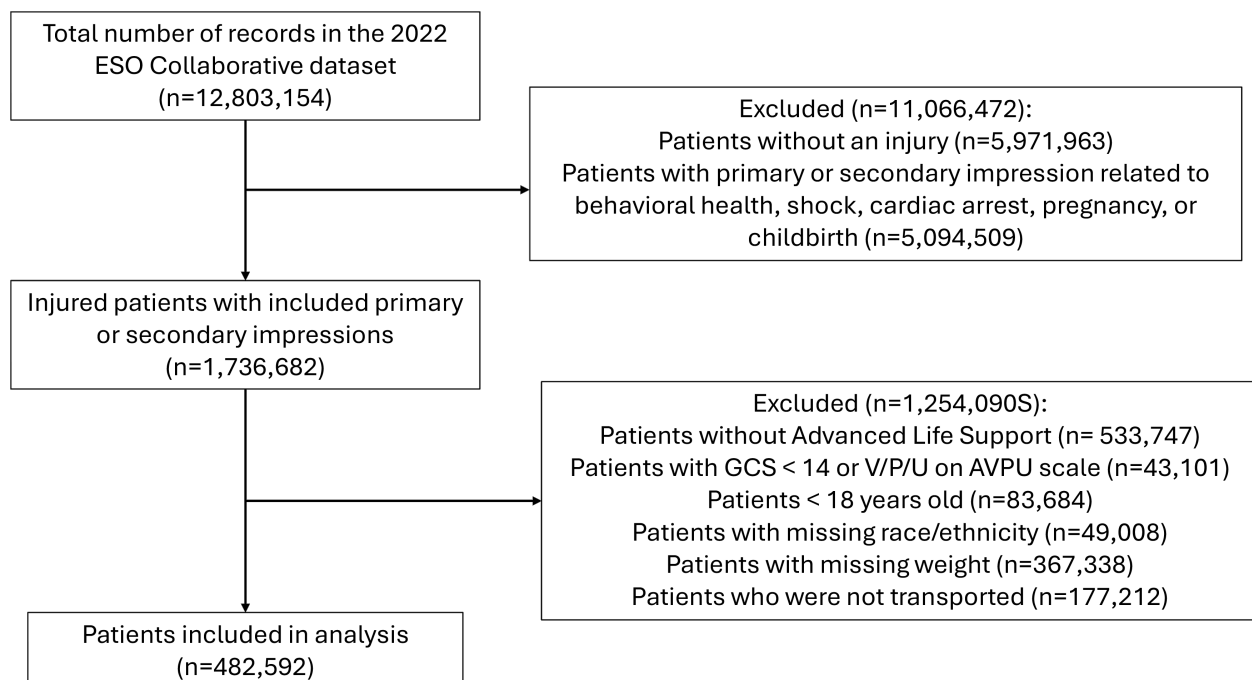 Total number of records in the 2022
ESO Collaborative dataset
(n=12,803,154)
Excluded (n=11,066,472):
Patients without an injury (n=5,971,963)
Patients with primary or secondary impression related to
behavioral health, shock, cardiac arrest, pregnancy, or
childbirth (n=5,094,509)
Injured patients with included primary
or secondary impressions
(n=1,736,682)
Excluded (n=1,254,090S):
Patients without Advanced Life Support (n= 533,747)
Patients with GCS < 14 or V/P/U on AVPU scale (n=43,101)
Patients < 18 years old (n=83,684)
Patients with missing race/ethnicity (n=49,008)
Patients with missing weight (n=367,338)
Patients who were not transported (n=177,212)
Patients included in analysis
(n=482,592)